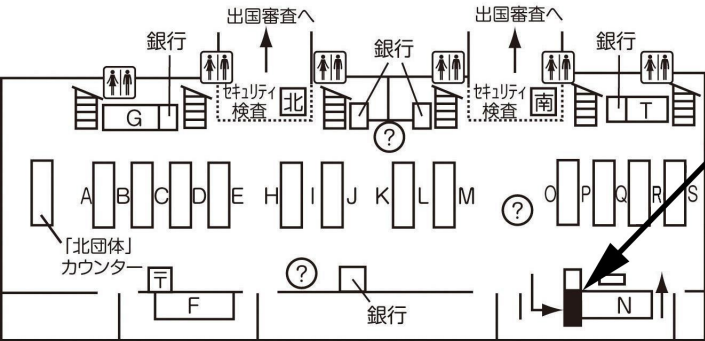 出国審査へ
出国審査へ
銀行
銀行
銀行
セキュリティ
検査
北
セキュリティ
検査
南
G
T
?
A B C D E H I J K L M
?
O P Q R S
「北団体」
カウンター
〒
F
?
銀行
N